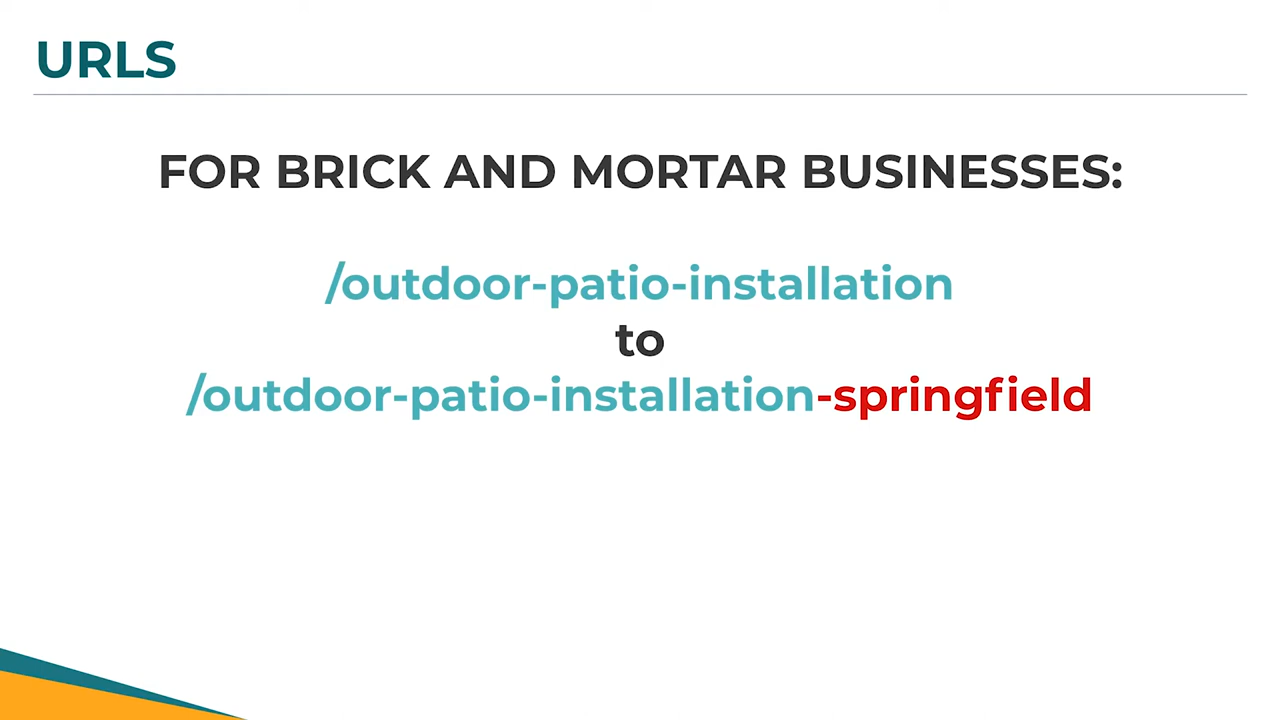 URLS
FOR BRICK AND MORTAR BUSINESSES:
/outdoor-patio-installation
to
/outdoor-patio-installation-springfield